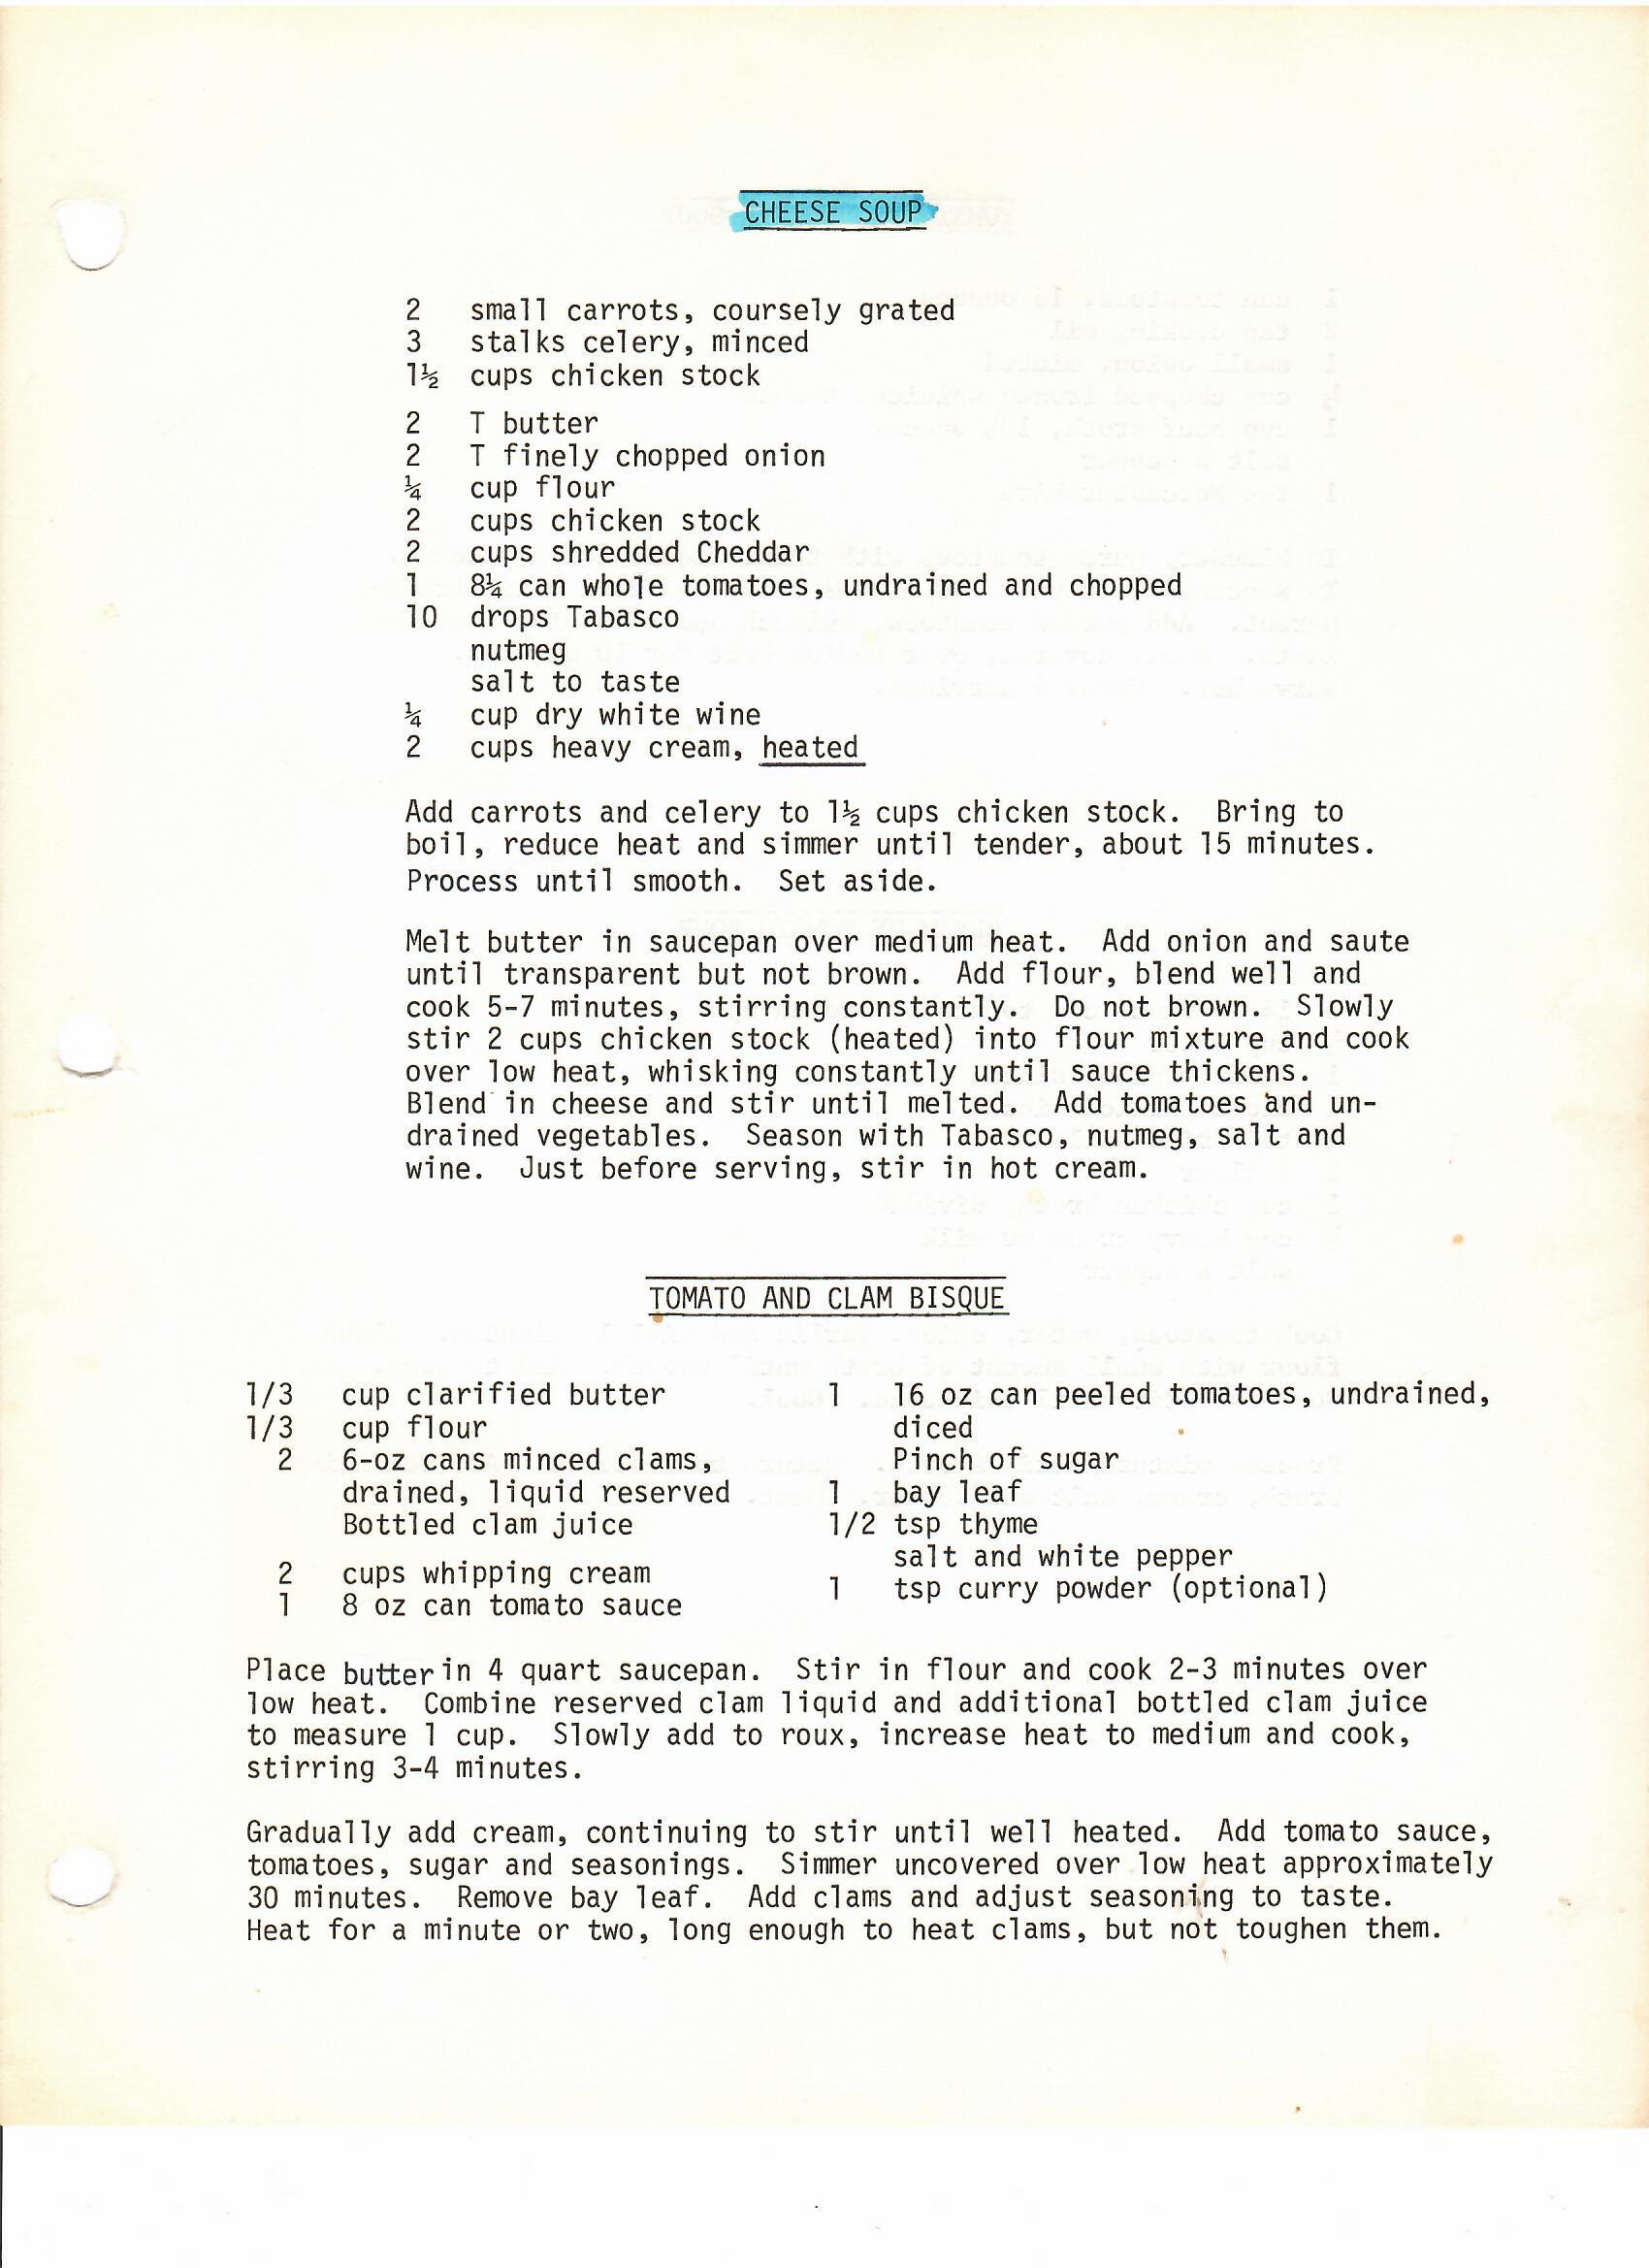 CHEESE SOUP
2 small carrots, coursely grated
3 stalks celery, minced
1½ cups chicken stock
2 T butter
2 T finely chopped onion
¼ cup flour
2 cups chicken stock
2 cups shredded Cheddar
1 8¼ can whole tomatoes, undrained and chopped
10 drops Tabasco
nutmeg
salt to taste
¼ cup dry white wine
2 cups heavy cream, heated
Add carrots and celery to 1½ cups chicken stock. Bring to
boil, reduce heat and simmer until tender, about 15 minutes.
Process until smooth. Set aside.
Melt butter in saucepan over medium heat. Add onion and saute
until transparent but not brown. Add flour, blend well and
cook 5-7 minutes, stirring constantly. Do not brown. Slowly
stir 2 cups chicken stock (heated) into flour mixture and cook
over low heat, whisking constantly until sauce thickens.
Blend in cheese and stir until melted. Add tomatoes and un-
drained vegetables. Season with Tabasco, nutmeg, salt and
wine. Just before serving, stir in hot cream.
TOMATO AND CLAM BISQUE
1/3 cup clarified butter
1/3 cup flour
2 6-oz cans minced clams,
drained, liquid reserved
Bottled clam juice
2 cups whipping cream
1 8 oz can tomato sauce
1 16 oz can peeled tomatoes, undrained,
diced
Pinch of sugar
1 bay leaf
1/2 tsp thyme
salt and white pepper
1 tsp curry powder (optional)
Place butter in 4 quart saucepan. Stir in flour and cook 2-3 minutes over
low heat. Combine reserved clam liquid and additional bottled clam juice
to measure 1 cup. Slowly add to roux, increase heat to medium and cook,
stirring 3-4 minutes.
Gradually add cream, continuing to stir until well heated. Add tomato sauce,
tomatoes, sugar and seasonings. Simmer uncovered over low heat approximately
30 minutes. Remove bay leaf. Add clams and adjust seasoning to taste.
Heat for a minute or two, long enough to heat clams, but not toughen them.